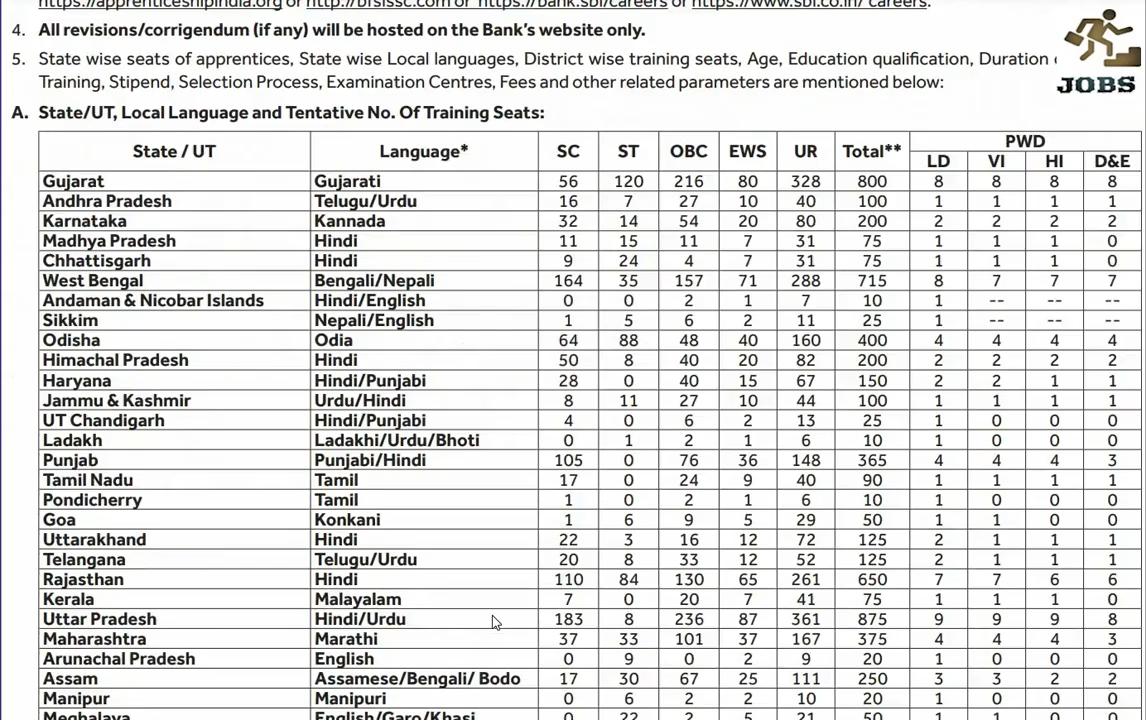 https://apprenticeshipindia.org or http://bfsissc.com or https://bank.sbi/careers or https://www.sbi.co.in/ careers.
4. All revisions/corrigendum (if any) will be hosted on the Bank's website only.
5. State wise seats of apprentices, State wise Local languages, District wise training seats, Age, Education qualification, Duration
Training, Stipend, Selection Process, Examination Centres, Fees and other related parameters are mentioned below:
JOBS
A. State/UT, Local Language and Tentative No. Of Training Seats:
State / UT Language* SC ST OBC EWS UR Total** PWD
LD VI HI D&E
Gujarat Gujarati 56 120 216 80 328 800 8 8 8 8
Andhra Pradesh Telugu/Urdu 16 7 27 10 40 100 1 1 1 1
Karnataka Kannada 32 14 54 20 80 200 2 2 2 2
Madhya Pradesh Hindi 11 15 11 7 31 75 1 1 1 0
Chhattisgarh Hindi 9 24 4 7 31 75 1 1 1 0
West Bengal Bengali/Nepali 164 35 157 71 288 715 8 7 7 7
Andaman & Nicobar Islands Hindi/English 0 0 2 1 7 10 1 -- -- --
Sikkim Nepali/English 1 5 6 2 11 25 1 -- -- --
Odisha Odia 64 88 48 40 160 400 4 4 4 4
Himachal Pradesh Hindi 50 8 40 20 82 200 2 2 2 2
Haryana Hindi/Punjabi 28 0 40 15 67 150 2 2 1 1
Jammu & Kashmir Urdu/Hindi 8 11 27 10 44 100 1 1 1 1
UT Chandigarh Hindi/Punjabi 4 0 6 2 13 25 1 0 0 0
Ladakh Ladakhi/Urdu/Bhoti 0 1 2 1 6 10 1 0 0 0
Punjab Punjabi/Hindi 105 0 76 36 148 365 4 4 4 3
Tamil Nadu Tamil 17 0 24 9 40 90 1 1 1 1
Pondicherry Tamil 1 0 2 1 6 10 1 0 0 0
Goa Konkani 1 6 9 5 29 50 1 1 0 0
Uttarakhand Hindi 22 3 16 12 72 125 2 1 1 1
Telangana Telugu/Urdu 20 8 33 12 52 125 2 1 1 1
Rajasthan Hindi 110 84 130 65 261 650 7 7 6 6
Kerala Malayalam 7 0 20 7 41 75 1 1 1 0
Uttar Pradesh Hindi/Urdu 183 8 236 87 361 875 9 9 9 8
Maharashtra Marathi 37 33 101 37 167 375 4 4 4 3
Arunachal Pradesh English 0 9 0 2 9 20 1 0 0 0
Assam Assamese/Bengali/ Bodo 17 30 67 25 111 250 3 3 2 2
Manipur Manipuri 0 6 2 2 10 20 1 0 0 0
Meghalaya English/Garo/Khasi 0 22 2 5 21 50 1 1 0 0